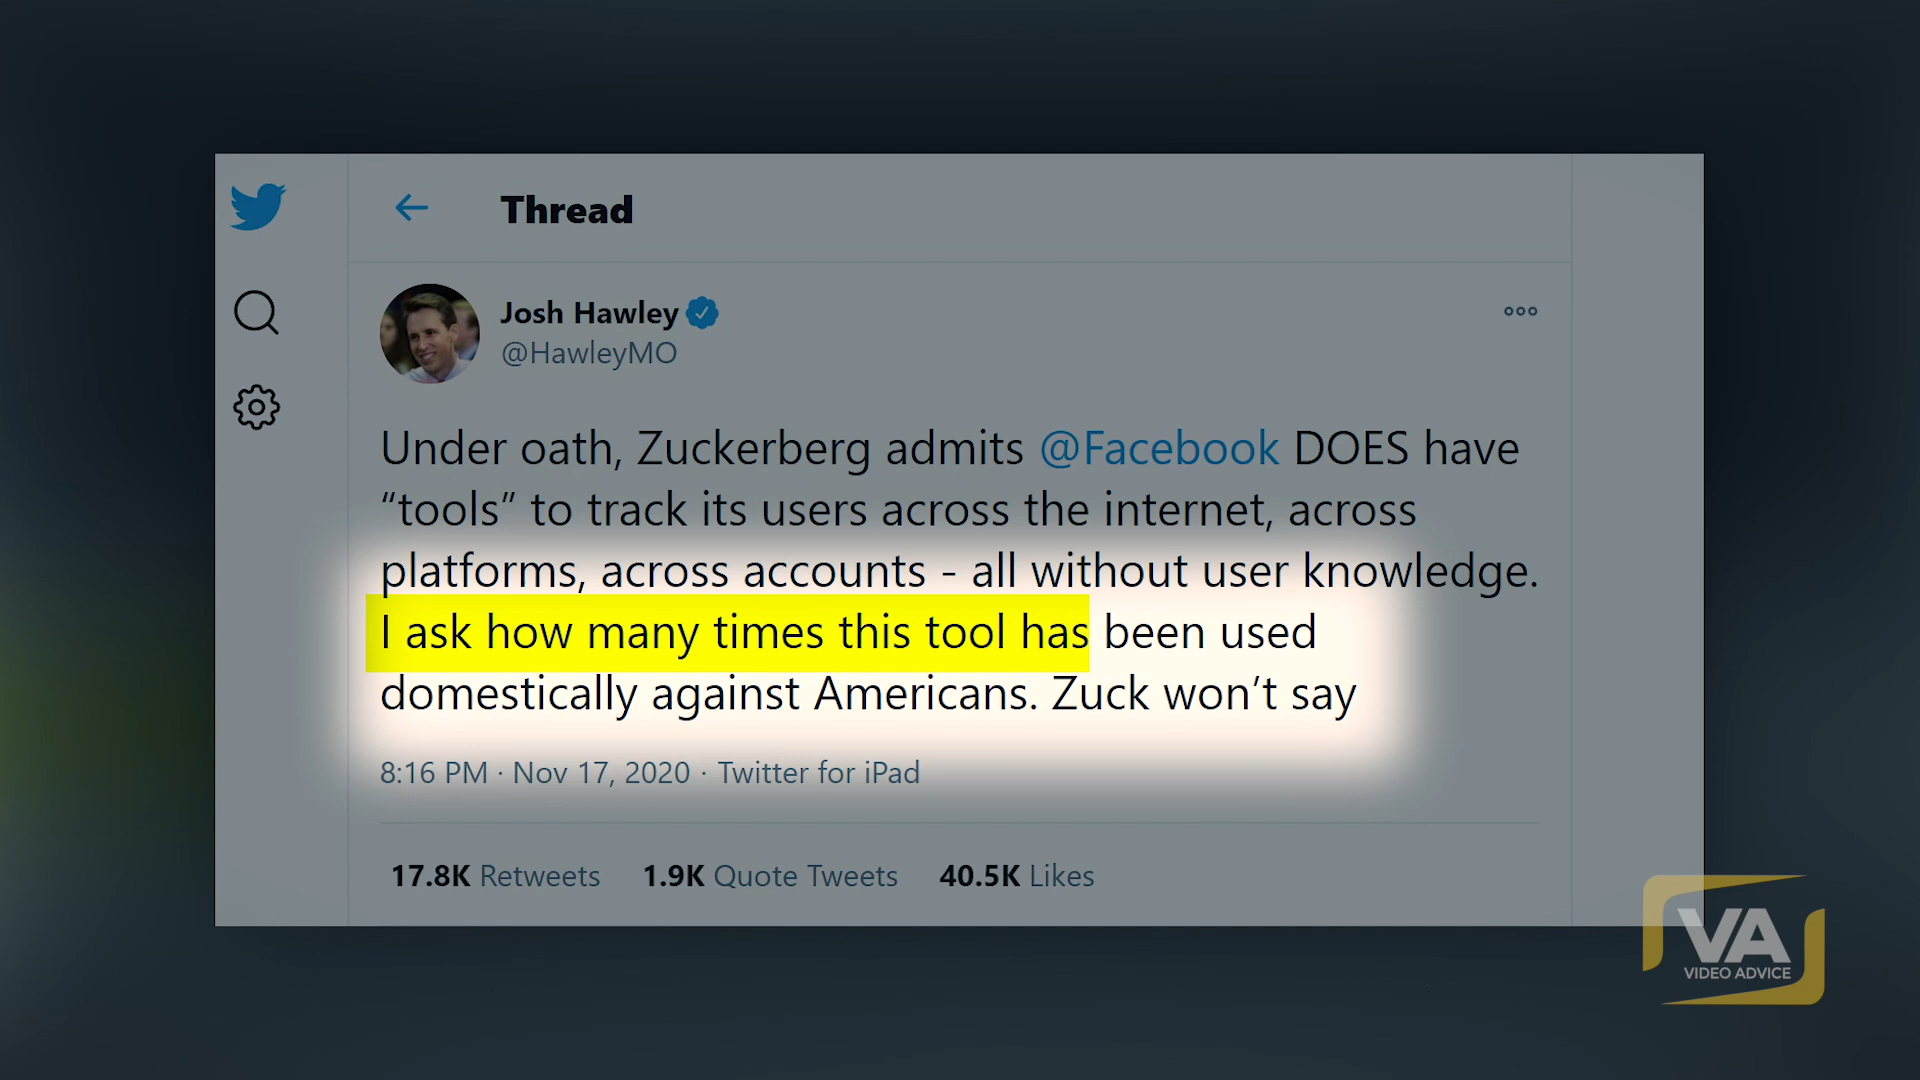 Thread
Josh Hawley
@HawleyMO
Under oath, Zuckerberg admits @Facebook DOES have
“tools” to track its users across the internet, across
platforms, across accounts - all without user knowledge.
I ask how many times this tool has been used
domestically against Americans. Zuck won’t say
8:16 PM · Nov 17, 2020 · Twitter for iPad
17.8K Retweets 1.9K Quote Tweets 40.5K Likes
VA
VIDEO ADVICE